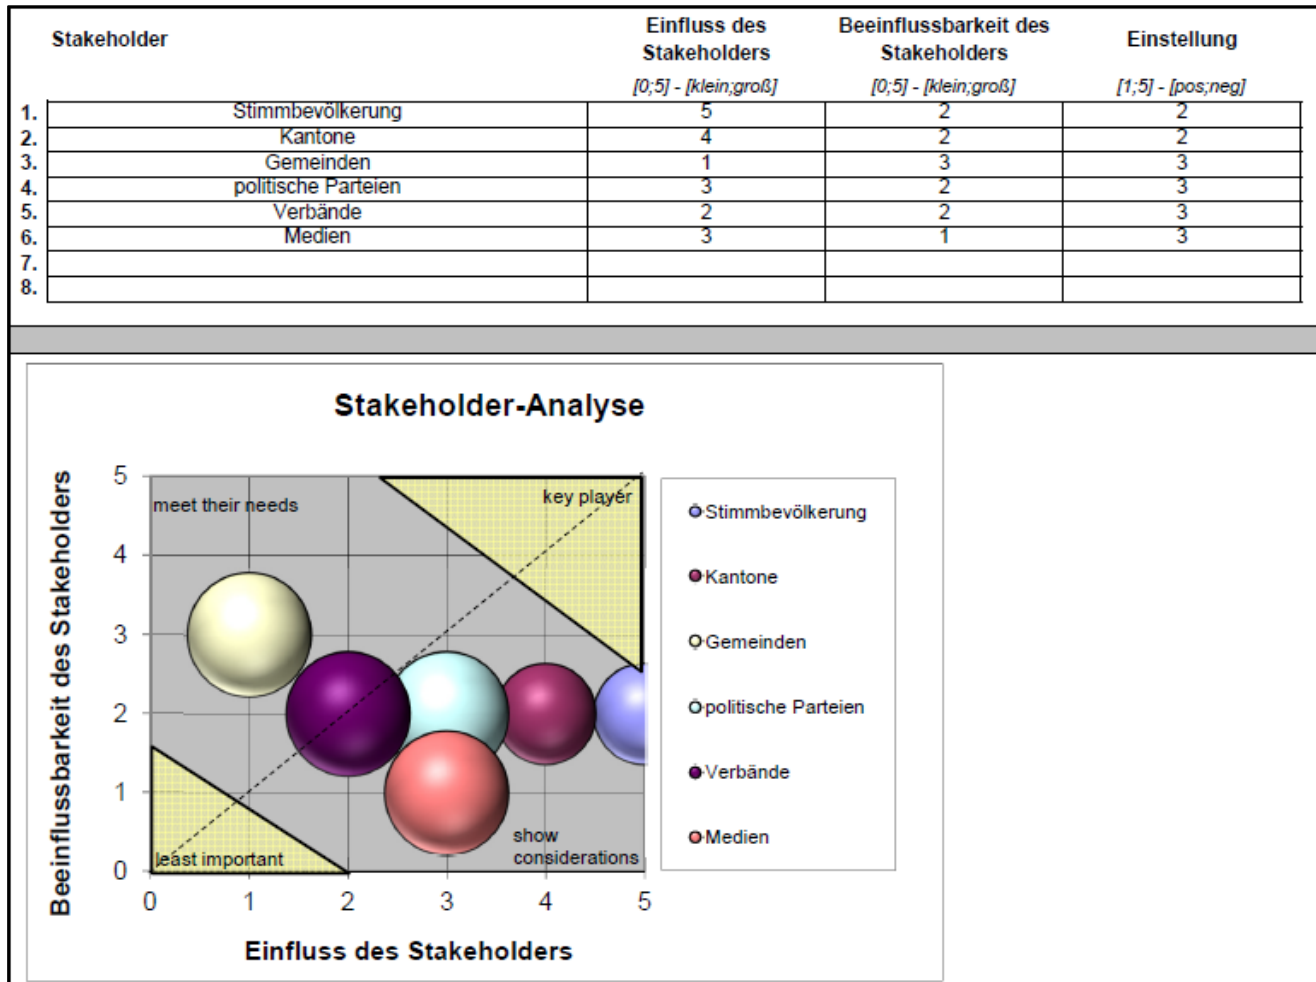 Stakeholder Einfluss des Stakeholders Beeinflussbarkeit des Stakeholders Einstellung
[0;5] - [klein;groß] [0;5] - [klein;groß] [1;5] - [pos;neg]
1. Stimmbevölkerung 5 2 2
2. Kantone 4 2 2
3. Gemeinden 1 3 3
4. politische Parteien 3 2 3
5. Verbände 2 2 3
6. Medien 3 1 3
7.
8.
Stakeholder-Analyse
Beeinflussbarkeit des Stakeholders
5
4
3
2
1
0
meet their needs
key player
least important
show
considerations
0 1 2 3 4 5
Einfluss des Stakeholders
Stimmbevölkerung
Kantone
Gemeinden
politische Parteien
Verbände
Medien